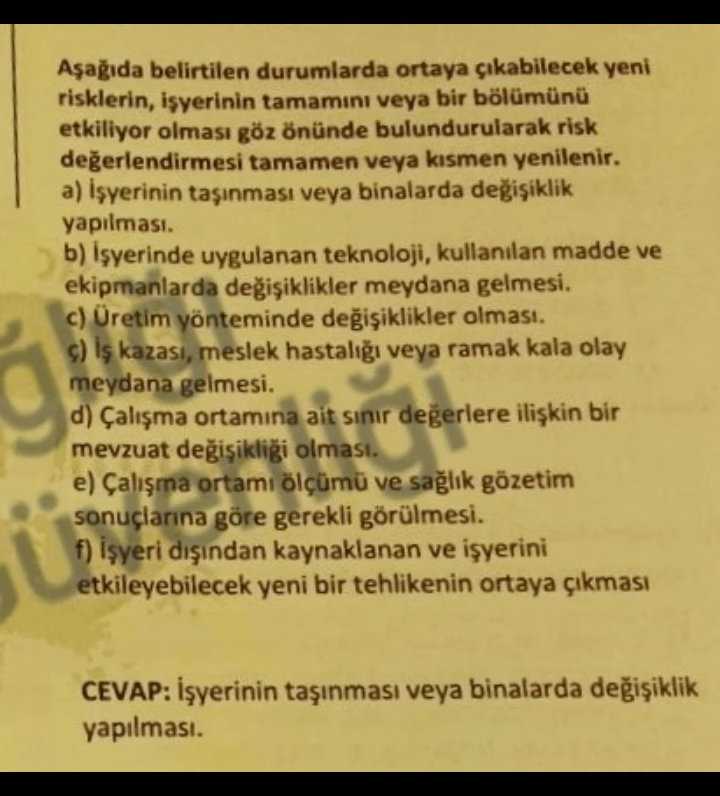 Aşağıda belirtilen durumlarda ortaya çıkabilecek yeni
risklerin, işyerinin tamamını veya bir bölümünü
etkiliyor olması göz önünde bulundurularak risk
değerlendirmesi tamamen veya kısmen yenilenir.
a) İşyerinin taşınması veya binalarda değişiklik
yapılması.
b) İşyerinde uygulanan teknoloji, kullanılan madde ve
ekipmanlarda değişiklikler meydana gelmesi.
c) Üretim yönteminde değişiklikler olması.
ç) İş kazası, meslek hastalığı veya ramak kala olay
meydana gelmesi.
d) Çalışma ortamına ait sınır değerlere ilişkin bir
mevzuat değişikliği olması.
e) Çalışma ortamı ölçümü ve sağlık gözetim
sonuçlarına göre gerekli görülmesi.
f) İşyeri dışından kaynaklanan ve işyerini
etkileyebilecek yeni bir tehlikenin ortaya çıkması
CEVAP: İşyerinin taşınması veya binalarda değişiklik
yapılması.
ğlığı
Güvenliği